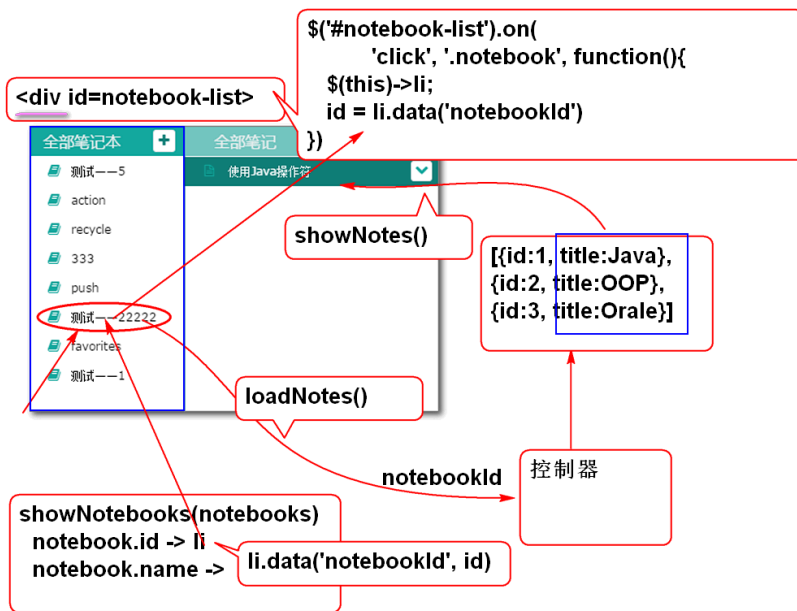 $('#notebook-list').on(
'click', '.notebook', function(){
$(this)->li;
id = li.data('notebookId')
})
<div id=notebook-list>
全部笔记本
全部笔记
测试——5
使用Java操作符
action
recycle
333
push
测试——22222
favorites
测试——1
showNotes()
[{id:1, title:Java},
{id:2, title:OOP},
{id:3, title:Orale}]
loadNotes()
notebookId
控制器
showNotebooks(notebooks)
notebook.id -> li
notebook.name ->
li.data('notebookId', id)